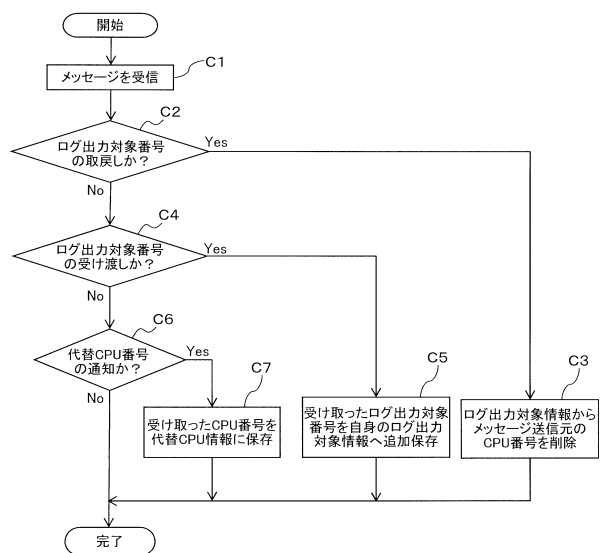 開始
メッセージを受信
C1
C2
ログ出力対象番号
の取戻しか？
Yes
No
C4
ログ出力対象番号
の受け渡しか？
Yes
No
C6
代替CPU番号
の通知か？
Yes
No
C7
受け取ったCPU番号を
代替CPU情報に保存
C5
受け取ったログ出力対象
番号を自身のログ出力
対象情報へ追加保存
C3
ログ出力対象情報から
メッセージ送信元の
CPU番号を削除
完了